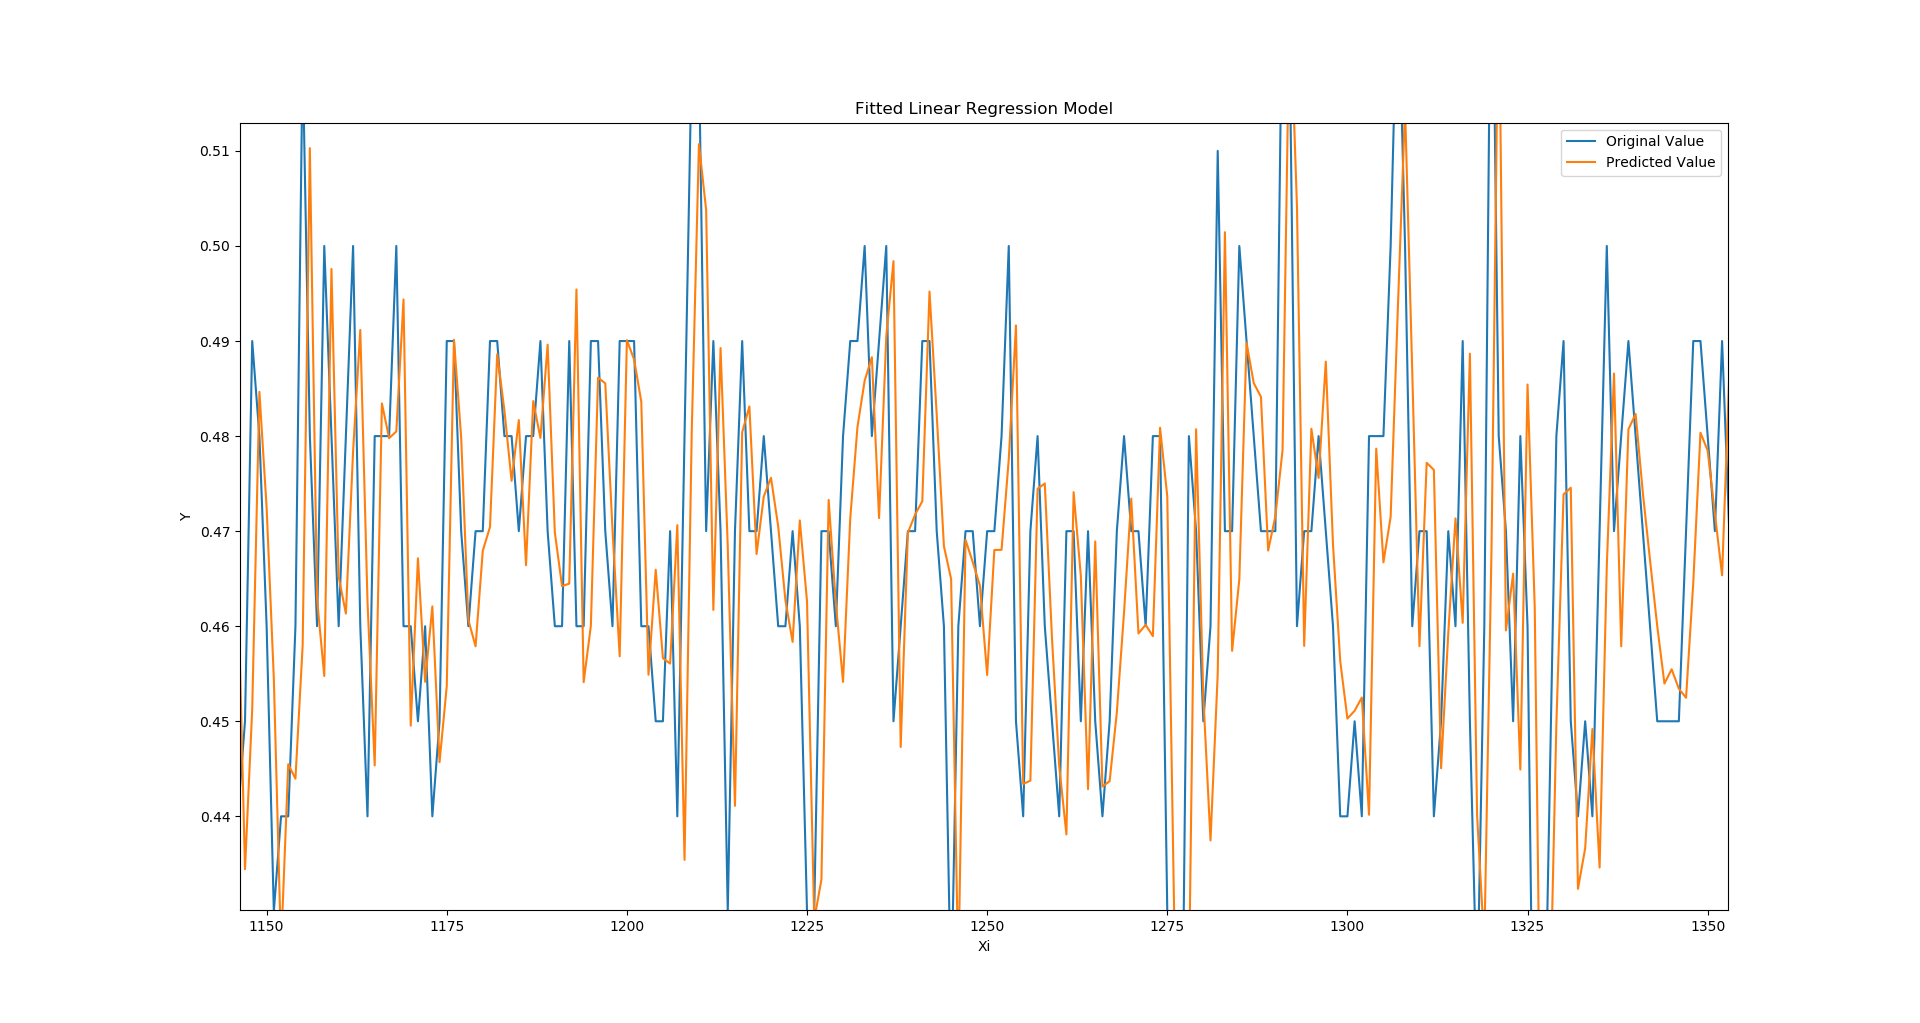 Fitted Linear Regression Model
Original Value
Predicted Value
0.51
0.50
0.49
0.48
0.47
0.46
0.45
0.44
Y
1150 1175 1200 1225 1250 1275 1300 1325 1350
Xi